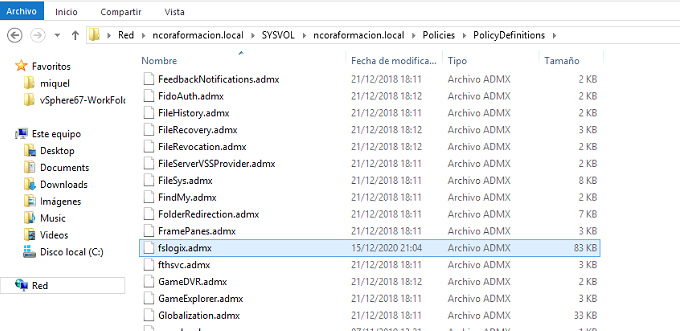 Archivo Inicio Compartir Vista
Red ncoraformacion.local SYSVOL ncoraformacion.local Policies PolicyDefinitions
Favoritos
miquel
vSphere67-WorkFold
Este equipo
Desktop
Documents
Downloads
Imágenes
Música
Videos
Disco local (C:)
Red
Nombre Fecha de modifica... Tipo Tamaño
FeedbackNotifications.admx 21/12/2018 18:11 Archivo ADMX 2 KB
FidoAuth.admx 21/12/2018 18:12 Archivo ADMX 2 KB
FileHistory.admx 21/12/2018 18:11 Archivo ADMX 2 KB
FileRecovery.admx 21/12/2018 18:12 Archivo ADMX 3 KB
FileRevocation.admx 21/12/2018 18:12 Archivo ADMX 2 KB
FileServerVSSProvider.admx 21/12/2018 18:11 Archivo ADMX 2 KB
FileSys.admx 21/12/2018 18:11 Archivo ADMX 8 KB
FindMy.admx 21/12/2018 18:11 Archivo ADMX 2 KB
FolderRedirection.admx 21/12/2018 18:11 Archivo ADMX 7 KB
FramePanes.admx 21/12/2018 18:11 Archivo ADMX 3 KB
fslogix.admx 15/12/2020 21:04 Archivo ADMX 83 KB
fthsvc.admx 21/12/2018 18:11 Archivo ADMX 3 KB
GameDVR.admx 21/12/2018 18:12 Archivo ADMX 2 KB
GameExplorer.admx 21/12/2018 18:11 Archivo ADMX 3 KB
Globalization.admx 21/12/2018 18:11 Archivo ADMX 33 KB